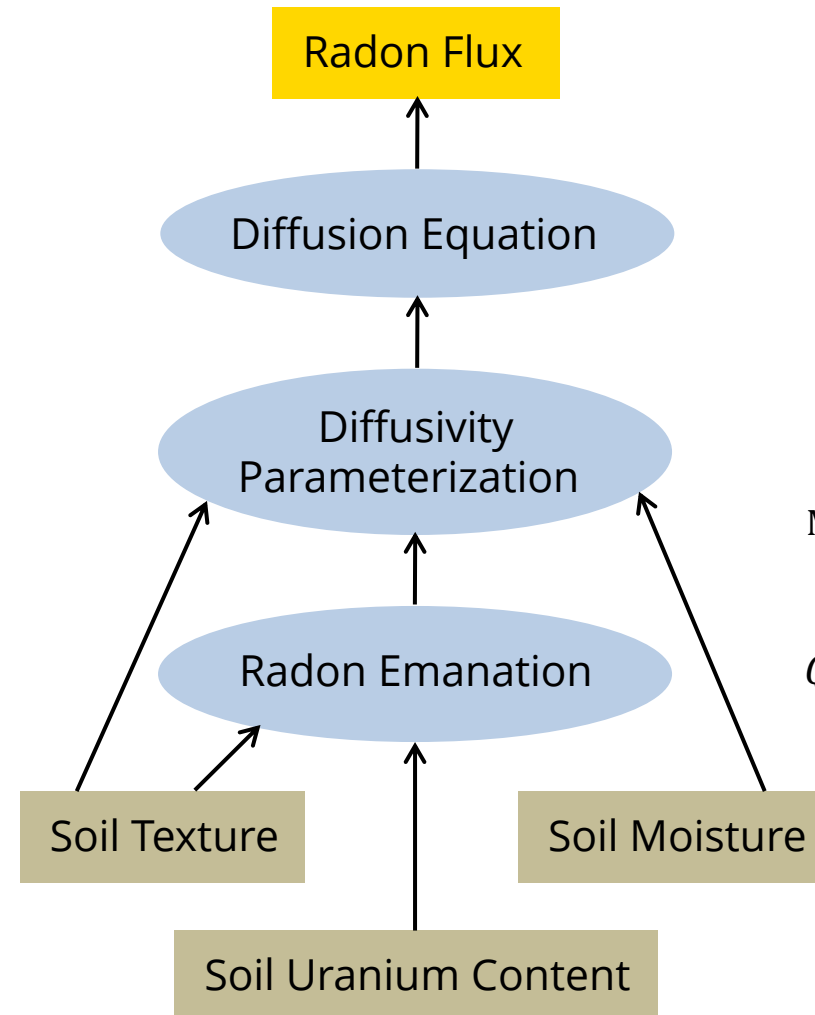 Radon Flux
Diffusion Equation
Diffusivity
Parameterization
Radon Emanation
Soil Texture
Soil Moisture
Soil Uranium Content